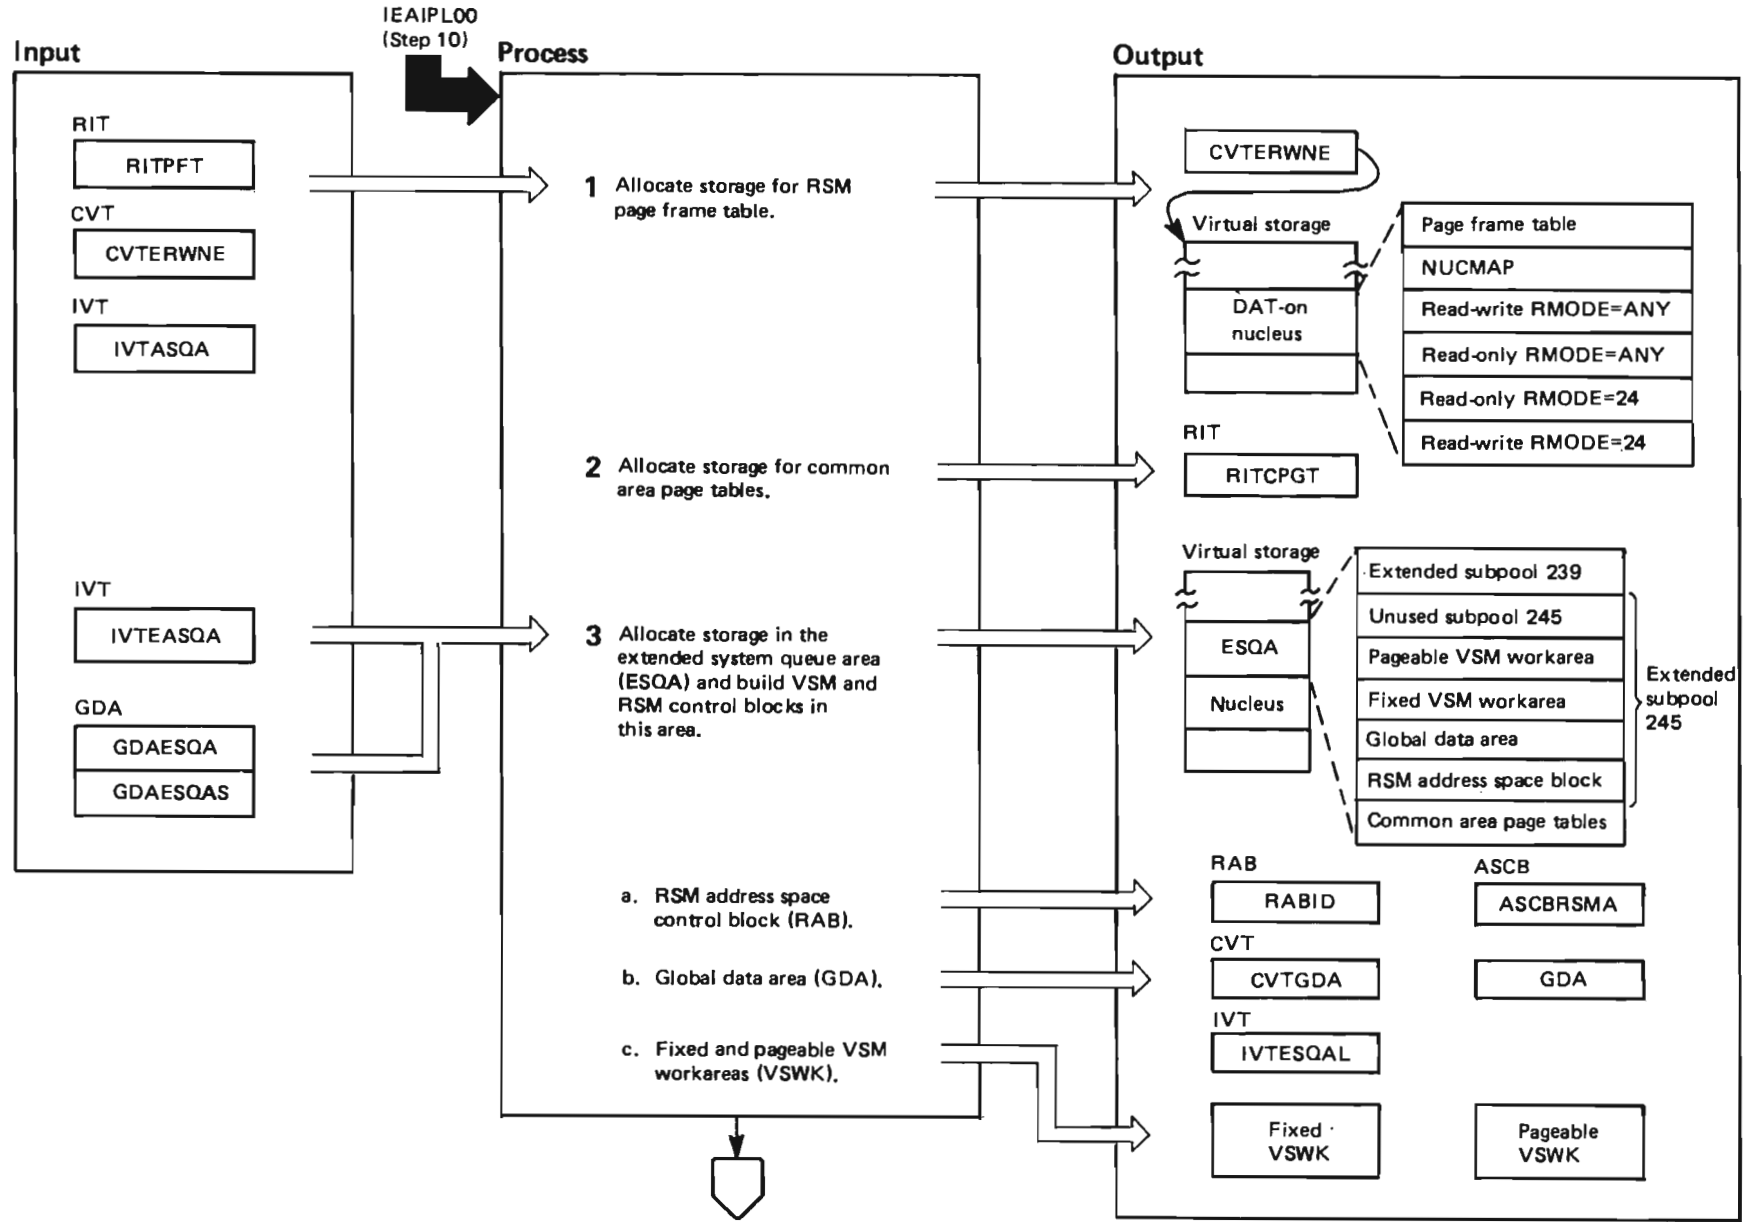 IEAIPL00
(Step 10)
Input
Process
Output
RIT
RITPFT
CVT
CVTERWNE
IVT
IVTASQA
IVT
IVTEASQA
GDA
GDAESQA
GDAESQAS
1 Allocate storage for RSM
page frame table.
2 Allocate storage for common
area page tables.
3 Allocate storage in the
extended system queue area
(ESQA) and build VSM and
RSM control blocks in
this area.
a. RSM address space
control block (RAB).
b. Global data area (GDA).
c. Fixed and pageable VSM
workareas (VSWK).
CVTERWNE
Virtual storage
DAT-on
nucleus
Page frame table
NUCMAP
Read-write RMODE=ANY
Read-only RMODE=ANY
Read-only RMODE=24
Read-write RMODE=24
RIT
RITCPGT
Virtual storage
ESQA
Nucleus
Extended subpool 239
Unused subpool 245
Pageable VSM workarea
Fixed VSM workarea
Global data area
RSM address space block
Common area page tables
Extended
subpool
245
RAB
RABID
ASCB
ASCBRSMA
CVT
CVTGDA
GDA
IVT
IVTESQAL
Fixed
VSWK
Pageable
VSWK